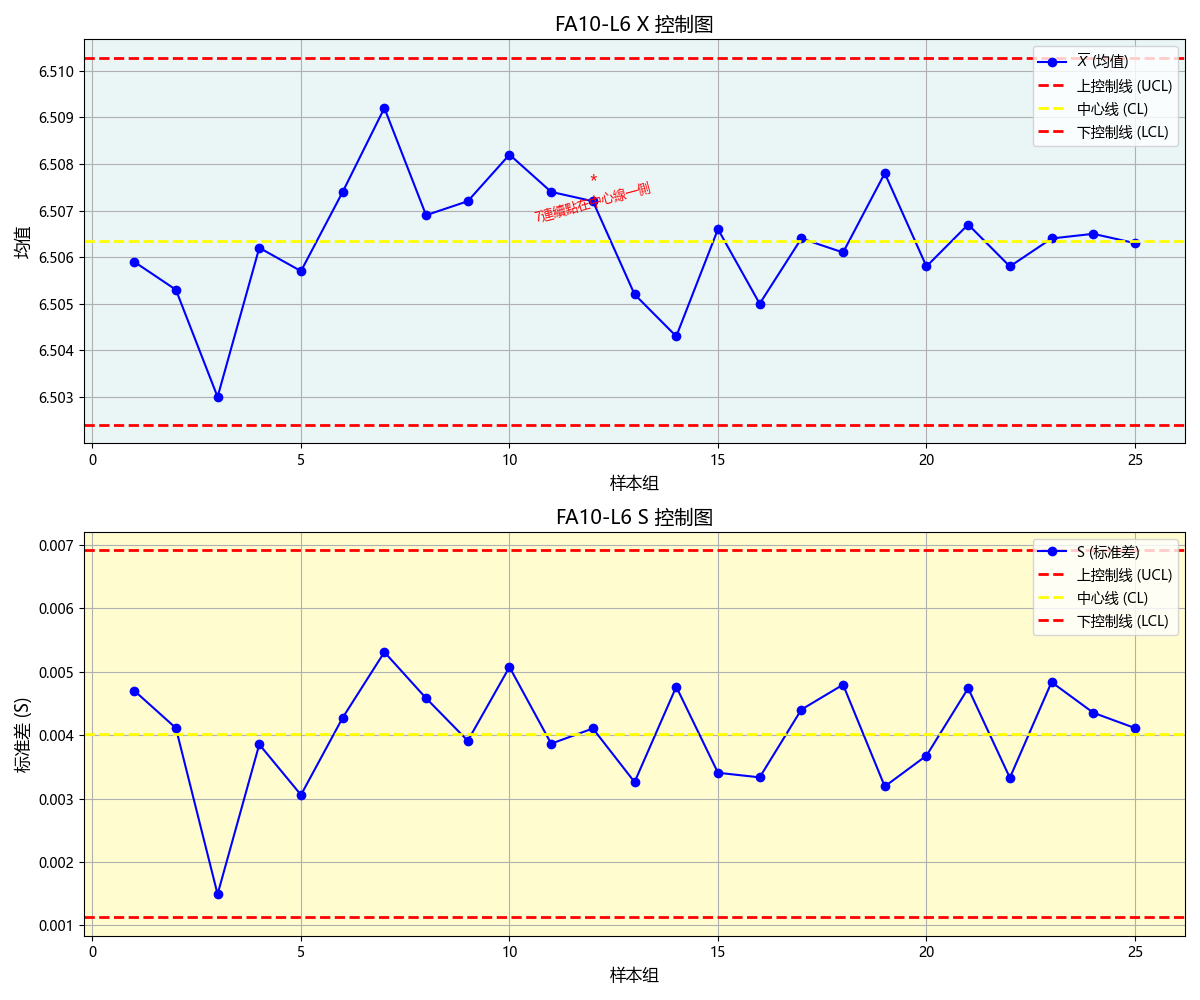 FA10-L6 X 控制图
均值
6.510
6.509
6.508
6.507
6.506
6.505
6.504
6.503
X (均值)
上控制线 (UCL)
中心线 (CL)
下控制线 (LCL)
*
7連續點在中心線一側
0 5 10 15 20 25
样本组
FA10-L6 S 控制图
标准差 (S)
0.007
0.006
0.005
0.004
0.003
0.002
0.001
S (标准差)
上控制线 (UCL)
中心线 (CL)
下控制线 (LCL)
0 5 10 15 20 25
样本组